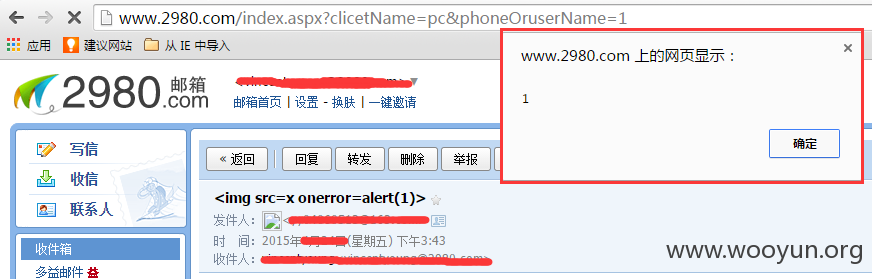 www.2980.com/index.aspx?clicetName=pc&phoneOruserName=1
应用 建议网站 从 IE 中导入
www.2980.com 上的网页显示：
1
确定
2980 邮箱
.com
邮箱首页 | 设置 - 换肤 | 一键邀请
写信
收信
联系人
收件箱
多益邮件
« 返回 回复 转发 删除 举报
<img src=x onerror=alert(1)>
发件人：
时 间：2015年 (星期五) 下午3:43
收件人：
www.wooyun.org